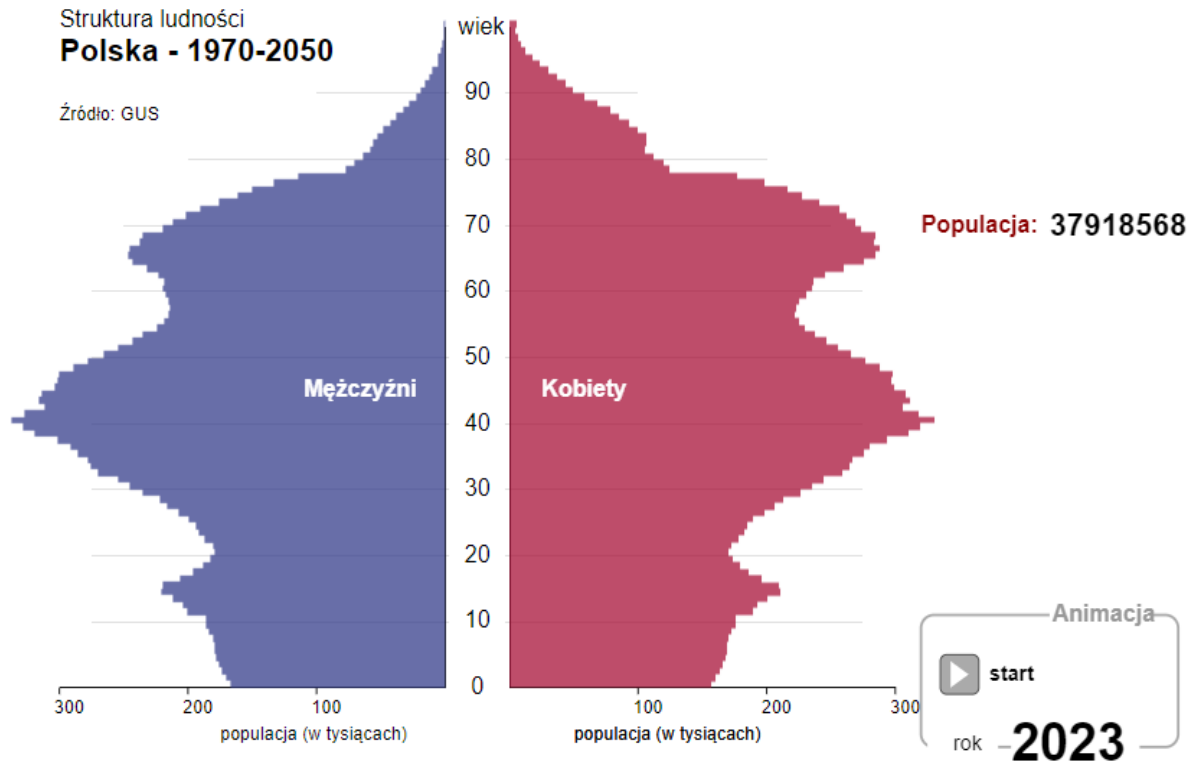 Struktura ludności
Polska - 1970-2050
Źródło: GUS
wiek
90
80
70
60
50
40
30
20
10
0
Mężczyźni
Kobiety
Populacja: 37918568
300 200 100
populacja (w tysiącach)
100 200 300
populacja (w tysiącach)
Animacja
start
rok 2023